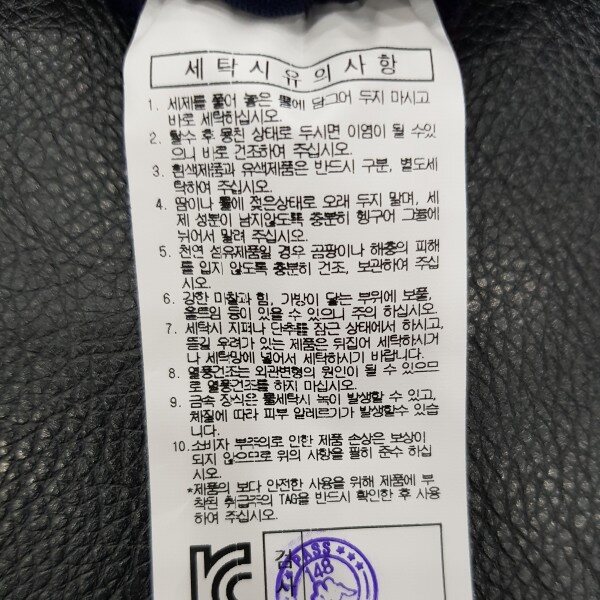 세탁시유의사항
1. 세제를 풀어 놓은 물에 담그어 두지 마시고
바로 세탁하십시오.
2. 탈수 후 뭉친 상태로 두시면 이염이 될 수있
으니 바로 건조하여 주십시오.
3. 흰색제품과 유색제품은 반드시 구분, 별도세
탁하여 주십시오.
4. 땀이나 물에 젖은상태로 오래 두지 말며, 세
제 성분이 남지않도록 충분히 헹구어 그늘에
뉘어서 말려 주십시오.
5. 천연 섬유제품일 경우 곰팡이나 해충의 피해
를 입지 않도록 충분히 건조, 보관하여 주십
시오.
6. 강한 마찰과 힘, 가방이 닿는 부위에 보풀,
올트임 등이 있을 수 있으니 주의 하십시오.
7. 세탁시 지퍼나 단추를 잠근 상태에서 하시고,
뜯길 우려가 있는 제품은 뒤집어 세탁하시거
나 세탁망에 넣어서 세탁하시기 바랍니다.
8. 열풍건조는 외관변형의 원인이 될 수 있으므
로 열풍건조를 하지 마십시오.
9. 금속 장식은 물세탁시 녹이 발생할 수 있고,
체질에 따라 피부 알레르기가 발생할수 있습
니다.
10. 소비자 부주의로 인한 제품 손상은 보상이
되지 않으므로 위의 사항을 필히 준수 하십
시오.
*제품의 보다 안전한 사용을 위해 제품에 부
착된 취급주의 TAG을 반드시 확인한 후 사용
하여 주십시오.
검
PASS
148